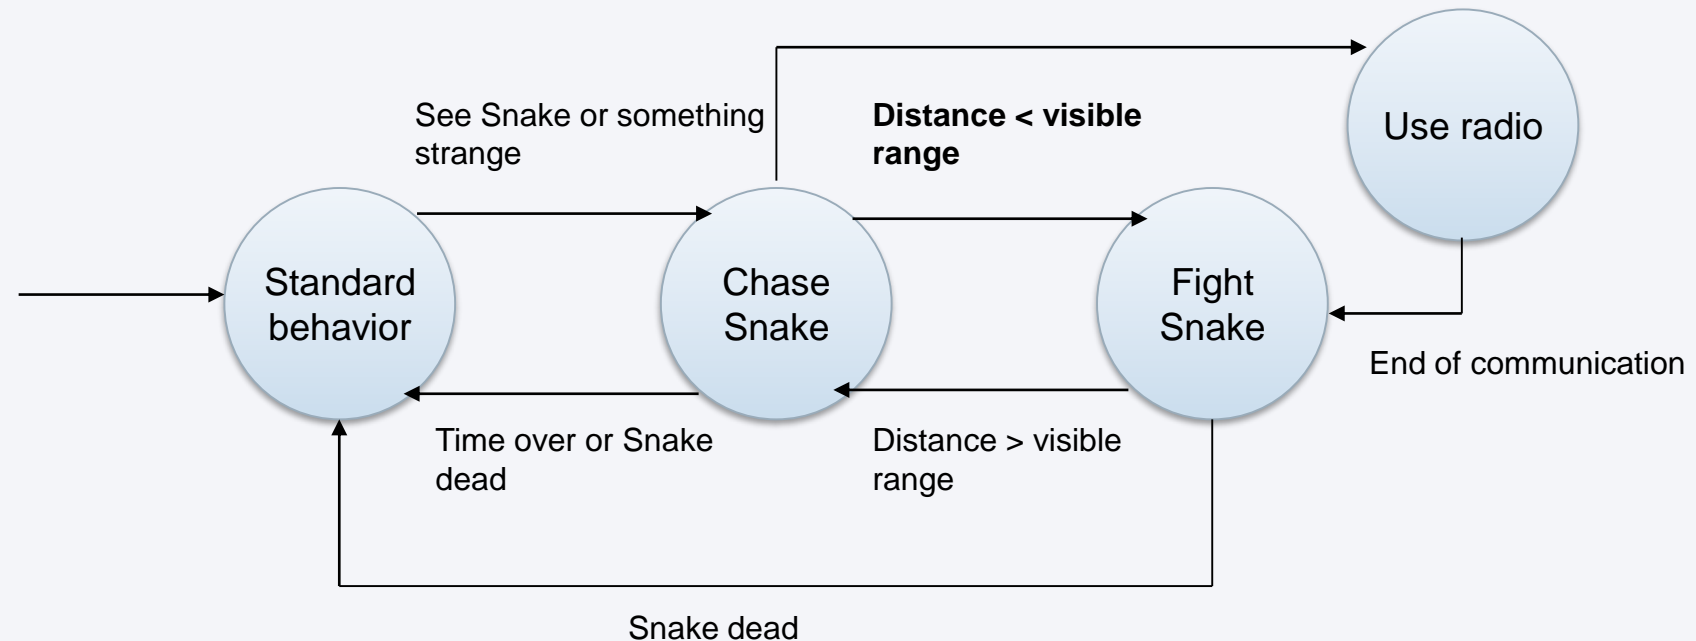 See Snake or something
strange
Distance < visible
range
Use radio
Standard
behavior
Chase
Snake
Fight
Snake
End of communication
Time over or Snake
dead
Distance > visible
range
Snake dead